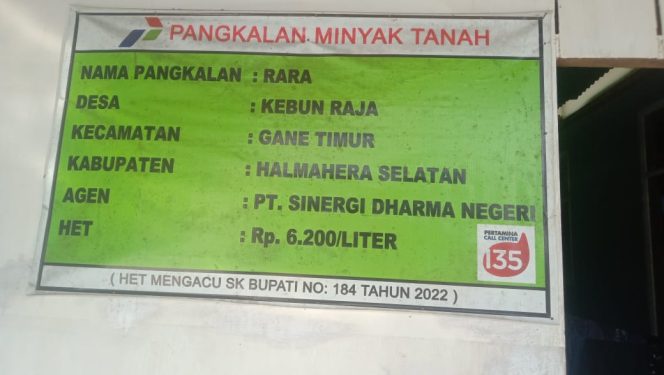 PANGKALAN MINYAK TANAH
NAMA PANGKALAN : RARA
DESA : KEBUN RAJA
KECAMATAN : GANE TIMUR
KABUPATEN : HALMAHERA SELATAN
AGEN : PT. SINERGI DHARMA NEGERI
HET : Rp. 6.200/LITER
PERTAMINA
CALL CENTER
135
( HET MENGACU SK BUPATI NO: 184 TAHUN 2022 )